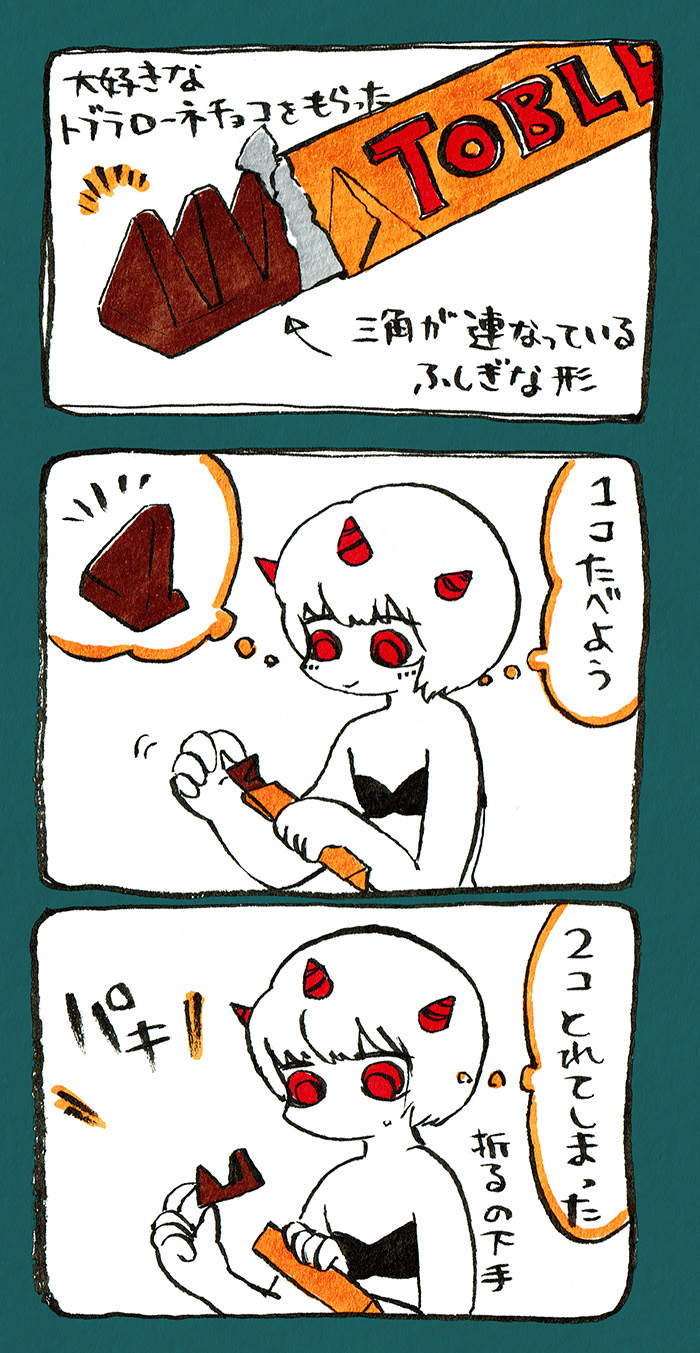 大好きな
トブラローネチョコをもらった
TOBLE
三角が連なっている
ふしぎな形
1コたべよう
2コとれてしまった
パキ
折るの下手